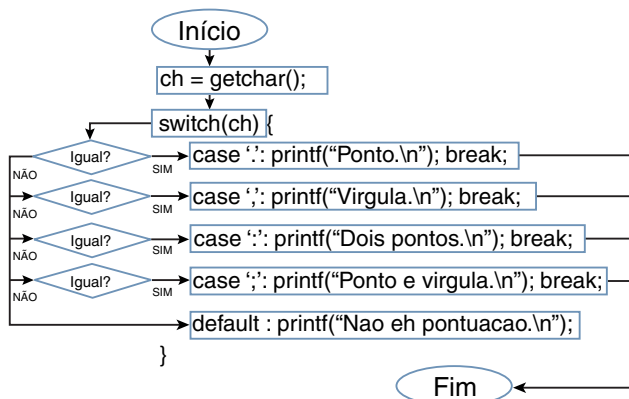 Início
ch = getchar();
switch(ch) {
Igual? SIM case ‘.’: printf(“Ponto.\n”); break;
NÃO
Igual? SIM case ‘,’: printf(“Virgula.\n”); break;
NÃO
Igual? SIM case ‘:’: printf(“Dois pontos.\n”); break;
NÃO
Igual? SIM case ‘;’: printf(“Ponto e virgula.\n”); break;
NÃO
default : printf(“Nao eh pontuacao.\n”);
}
Fim